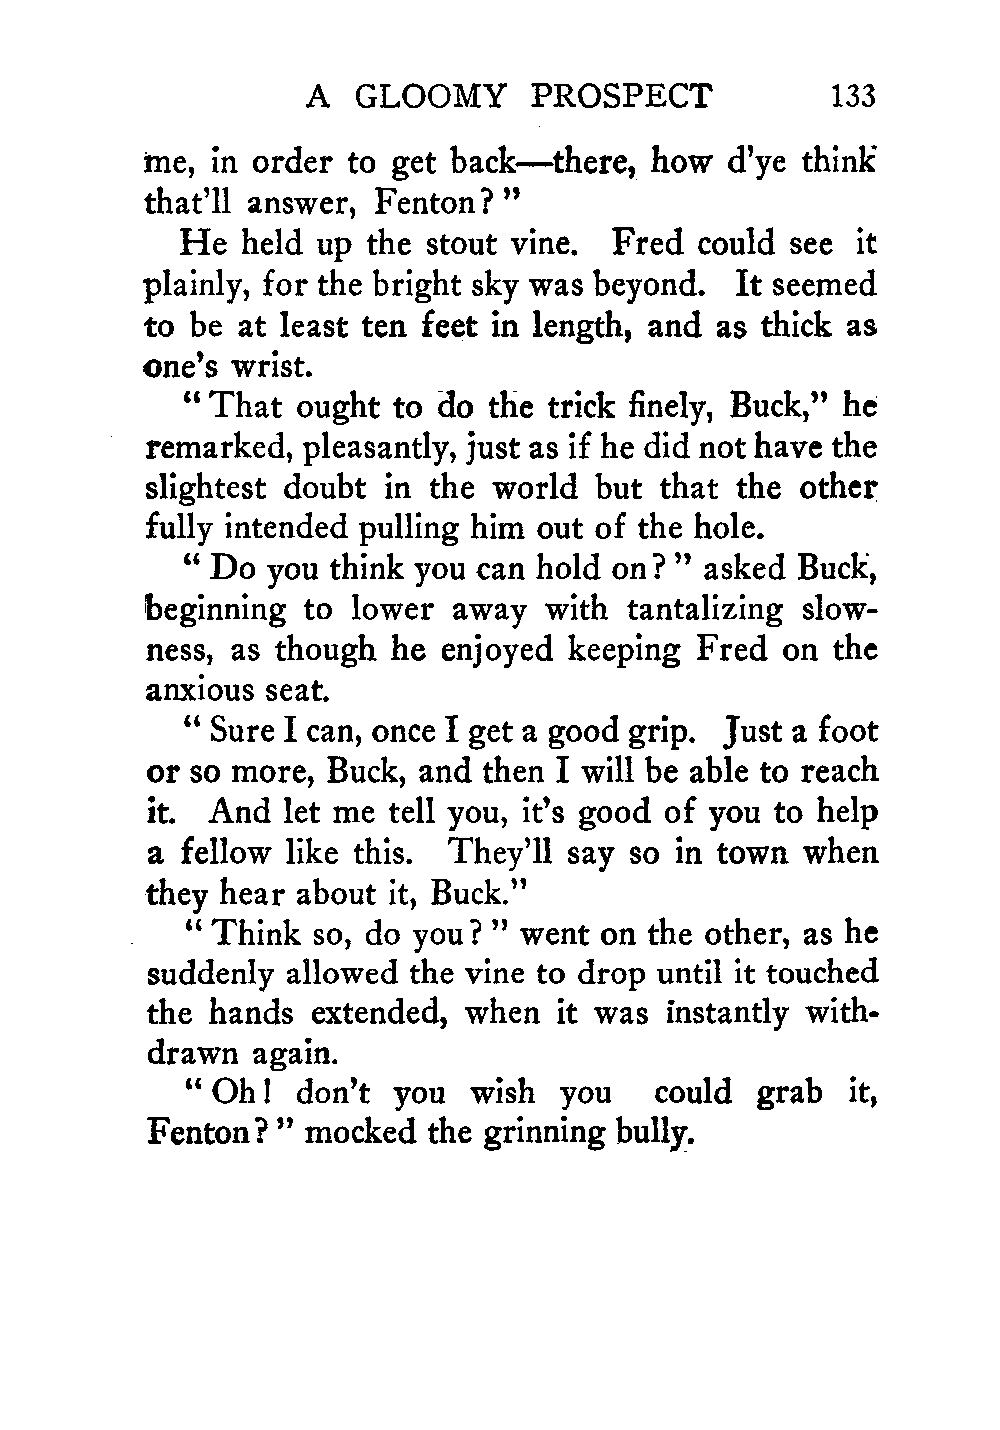 A GLOOMY PROSPECT 133
me, in order to get back—there, how d'ye think
that'll answer, Fenton?"
He held up the stout vine. Fred could see it
plainly, for the bright sky was beyond. It seemed
to be at least ten feet in length, and as thick as
one's wrist.
"That ought to do the trick finely, Buck," he
remarked, pleasantly, just as if he did not have the
slightest doubt in the world but that the other
fully intended pulling him out of the hole.
"Do you think you can hold on?" asked Buck,
beginning to lower away with tantalizing slow-
ness, as though he enjoyed keeping Fred on the
anxious seat.
"Sure I can, once I get a good grip. Just a foot
or so more, Buck, and then I will be able to reach
it. And let me tell you, it's good of you to help
a fellow like this. They'll say so in town when
they hear about it, Buck."
"Think so, do you?" went on the other, as he
suddenly allowed the vine to drop until it touched
the hands extended, when it was instantly with-
drawn again.
"Oh! don't you wish you could grab it,
Fenton?" mocked the grinning bully.